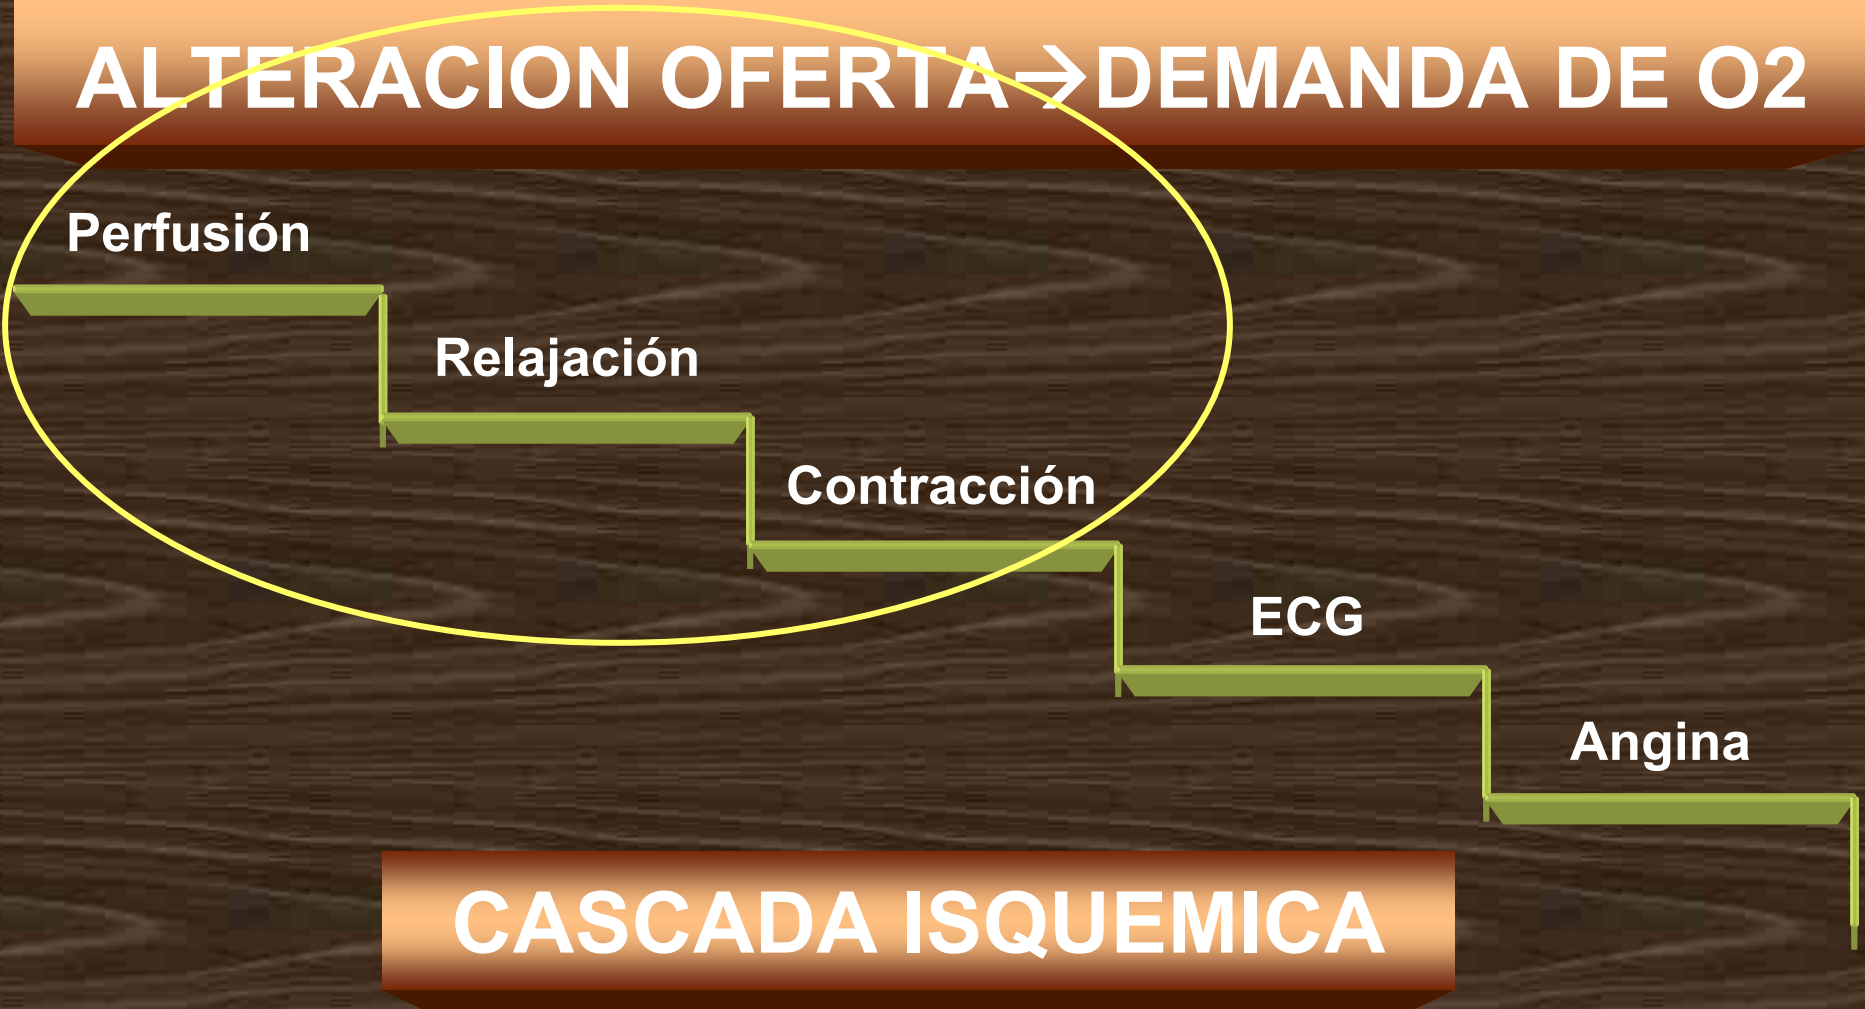 ALTERACION OFERTA→DEMANDA DE O2
Perfusión
Relajación
Contracción
ECG
Angina
CASCADA ISQUEMICA